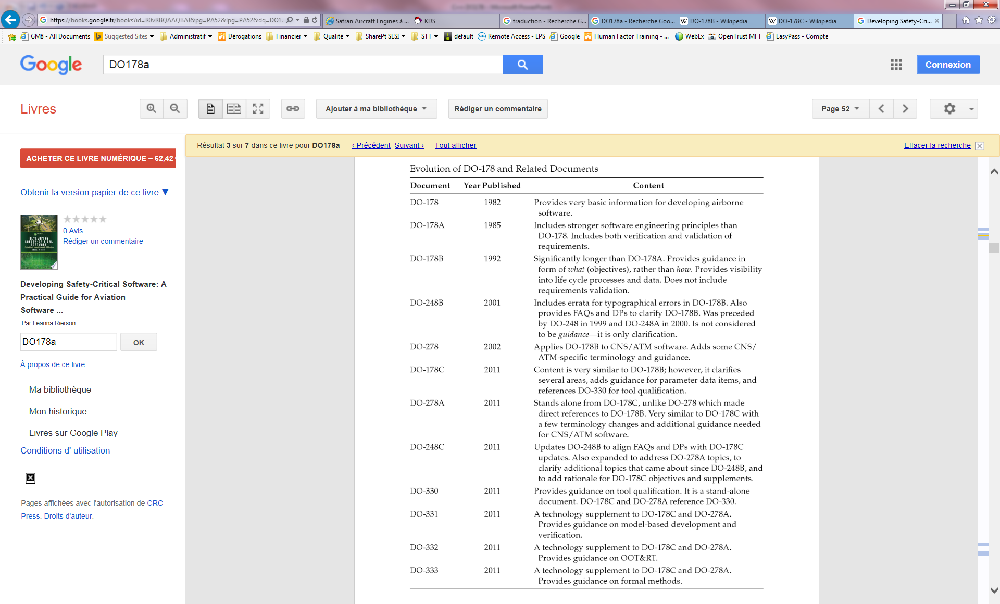 https://books.google.fr/books?id=R0vRBQAAQBAJ&pg=PA52&lpg=PA52&dq=DO17
Safran Aircraft Engines à ...
KDS
traduction - Recherche G...
DO178a - Recherche Goo...
DO-178B - Wikipedia
DO-178C - Wikipedia
Developing Safety-Cri...
GM8 - All Documents
Suggested Sites
Administratif
Dérogations
Financier
Qualité
SharePt SESI
STT
default
Remote Access - LPS
Google
Human Factor Training - ...
WebEx
OpenTrust MFT
EasyPass - Compte
Google
DO178a
Connexion
Livres
Ajouter à ma bibliothèque
Rédiger un commentaire
Page 52
Résultat 3 sur 7 dans ce livre pour DO178a - ‹ Précédent Suivant › - Tout afficher
Effacer la recherche
ACHETER CE LIVRE NUMÉRIQUE – 62,42
Obtenir la version papier de ce livre ▼
DEVELOPING
SAFETY-CRITICAL
SOFTWARE
0 Avis
Rédiger un commentaire
Developing Safety-Critical Software: A
Practical Guide for Aviation
Software ...
Par Leanna Rierson
DO178a
OK
À propos de ce livre
Ma bibliothèque
Mon historique
Livres sur Google Play
Conditions d' utilisation
Pages affichées avec l'autorisation de CRC
Press. Droits d'auteur.
Evolution of DO-178 and Related Documents
Document Year Published Content
DO-178 1982 Provides very basic information for developing airborne
software.
DO-178A 1985 Includes stronger software engineering principles than
DO-178. Includes both verification and validation of
requirements.
DO-178B 1992 Significantly longer than DO-178A. Provides guidance in
form of what (objectives), rather than how. Provides visibility
into life cycle processes and data. Does not include
requirements validation.
DO-248B 2001 Includes errata for typographical errors in DO-178B. Also
provides FAQs and DPs to clarify DO-178B. Was preceded
by DO-248 in 1999 and DO-248A in 2000. Is not considered
to be guidance—it is only clarification.
DO-278 2002 Applies DO-178B to CNS/ATM software. Adds some CNS/
ATM-specific terminology and guidance.
DO-178C 2011 Content is very similar to DO-178B; however, it clarifies
several areas, adds guidance for parameter data items, and
references DO-330 for tool qualification.
DO-278A 2011 Stands alone from DO-178C, unlike DO-278 which made
direct references to DO-178B. Very similar to DO-178C with
a few terminology changes and additional guidance needed
for CNS/ATM software.
DO-248C 2011 Updates DO-248B to align FAQs and DPs with DO-178C
updates. Also expanded to address DO-278A topics, to
clarify additional topics that came about since DO-248B, and
to add rationale for DO-178C objectives and supplements.
DO-330 2011 Provides guidance on tool qualification. It is a stand-alone
document. DO-178C and DO-278A reference DO-330.
DO-331 2011 A technology supplement to DO-178C and DO-278A.
Provides guidance on model-based development and
verification.
DO-332 2011 A technology supplement to DO-178C and DO-278A.
Provides guidance on OOT&RT.
DO-333 2011 A technology supplement to DO-178C and DO-278A.
Provides guidance on formal methods.